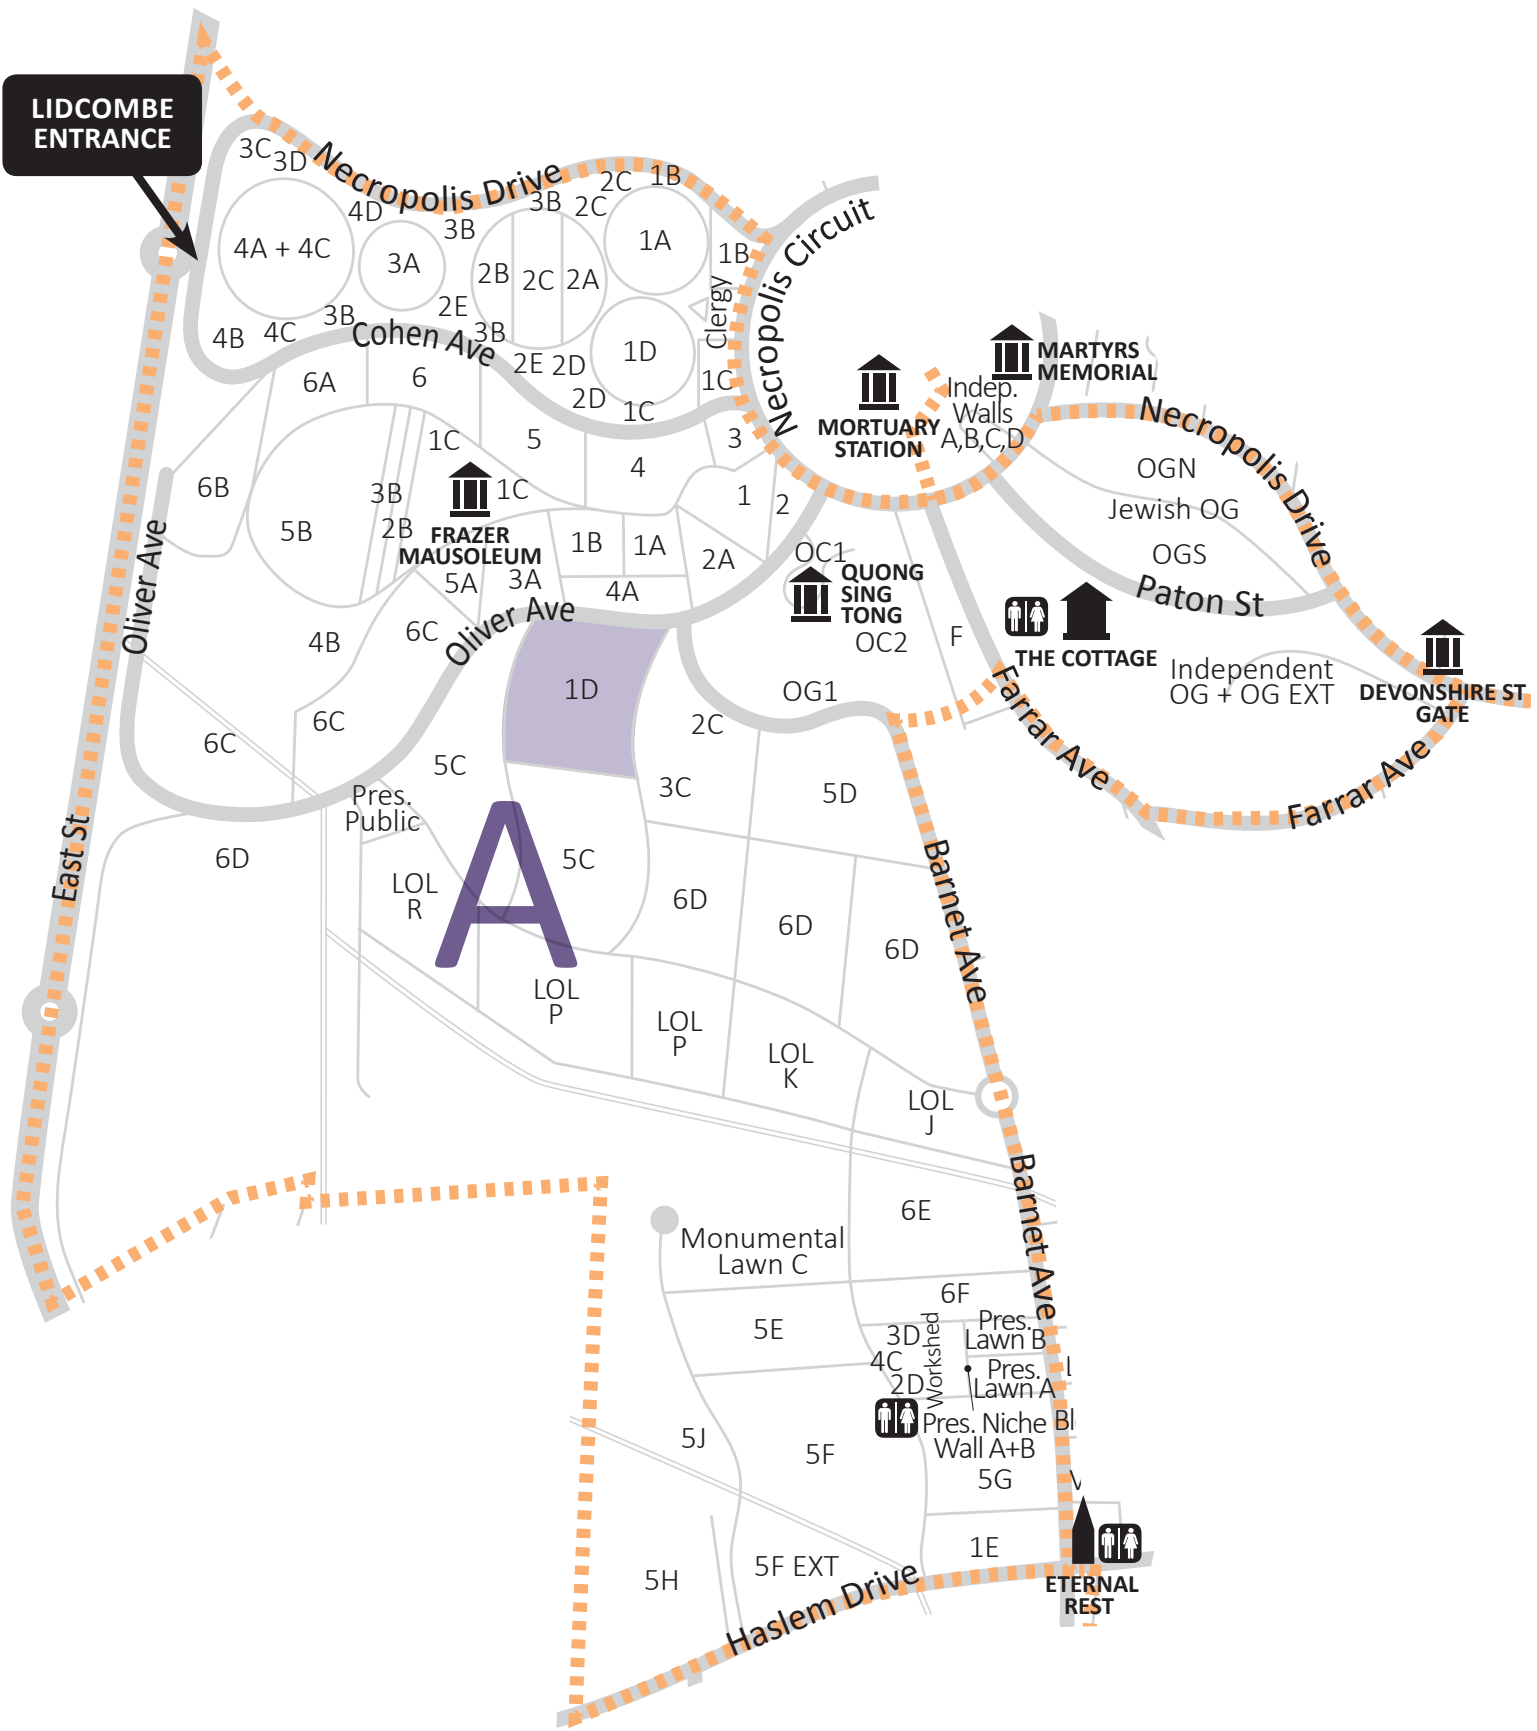 LIDCOMBE
ENTRANCE
3C
3D
Necropolis Drive
2C
1B
3B
2C
4D
3B
4A + 4C
3A
1A
1B
2B
2C
2A
Clergy
Necropolis Circuit
2E
3B
4B
4C
Cohen Ave
3B
2E
2D
1D
1C
6A
6
2D
1C
MARTYRS
MEMORIAL
Indep.
Walls
A,B,C,D
MORTUARY
STATION
Necropolis Drive
1C
5
3
4
OGN
6B
3B
1C
1
2
Jewish OG
5B
2B
FRAZER
MAUSOLEUM
1B
1A
2A
OC1
OGS
QUONG
SING
TONG
5A
3A
4A
Paton St
Oliver Ave
Oliver Ave
4B
6C
OC2
F
THE COTTAGE
Independent
OG + OG EXT
DEVONSHIRE ST
GATE
1D
OG1
Farrar Ave
6C
6C
2C
5C
3C
5D
Farrar Ave
Pres.
Public
East St
6D
5C
Barnet Ave
LOL
R
A
6D
6D
6D
LOL
P
LOL
P
LOL
K
LOL
J
Barnet Ave
6E
Monumental
Lawn C
6F
5E
3D
Workshed
Pres.
Lawn B
4C
Pres.
Lawn A
2D
Pres. Niche
Wall A+B
Bl
5J
5F
5G
1E
5F EXT
5H
Haslem Drive
ETERNAL
REST